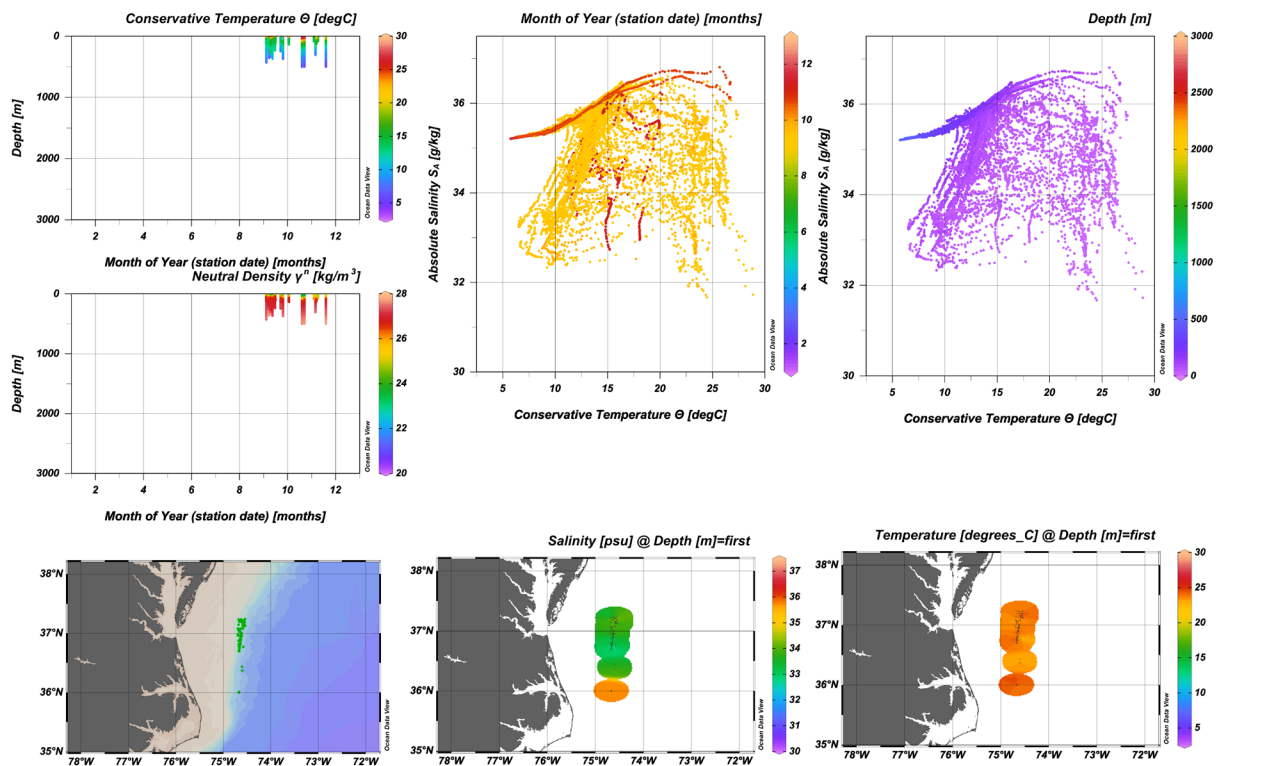 Conservative Temperature Θ [degC]
0
1000
2000
3000
Depth [m]
2 4 6 8 10 12
Month of Year (station date) [months]
30
25
20
15
10
5
Ocean Data View
Neutral Density γⁿ [kg/m³]
0
1000
2000
3000
Depth [m]
2 4 6 8 10 12
Month of Year (station date) [months]
28
26
24
22
20
Ocean Data View
Month of Year (station date) [months]
36
34
32
30
Absolute Salinity S_A [g/kg]
5 10 15 20 25 30
Conservative Temperature Θ [degC]
12
10
8
6
4
2
Ocean Data View
Depth [m]
36
34
32
30
Absolute Salinity S_A [g/kg]
5 10 15 20 25 30
Conservative Temperature Θ [degC]
3000
2500
2000
1500
1000
500
0
Ocean Data View
38°N
37°N
36°N
35°N
78°W 77°W 76°W 75°W 74°W 73°W 72°W
Ocean Data View
Salinity [psu] @ Depth [m]=first
38°N
37°N
36°N
35°N
78°W 77°W 76°W 75°W 74°W 73°W 72°W
37
36
35
34
33
32
31
30
Ocean Data View
Temperature [degrees_C] @ Depth [m]=first
38°N
37°N
36°N
35°N
78°W 77°W 76°W 75°W 74°W 73°W 72°W
30
25
20
15
10
5
Ocean Data View